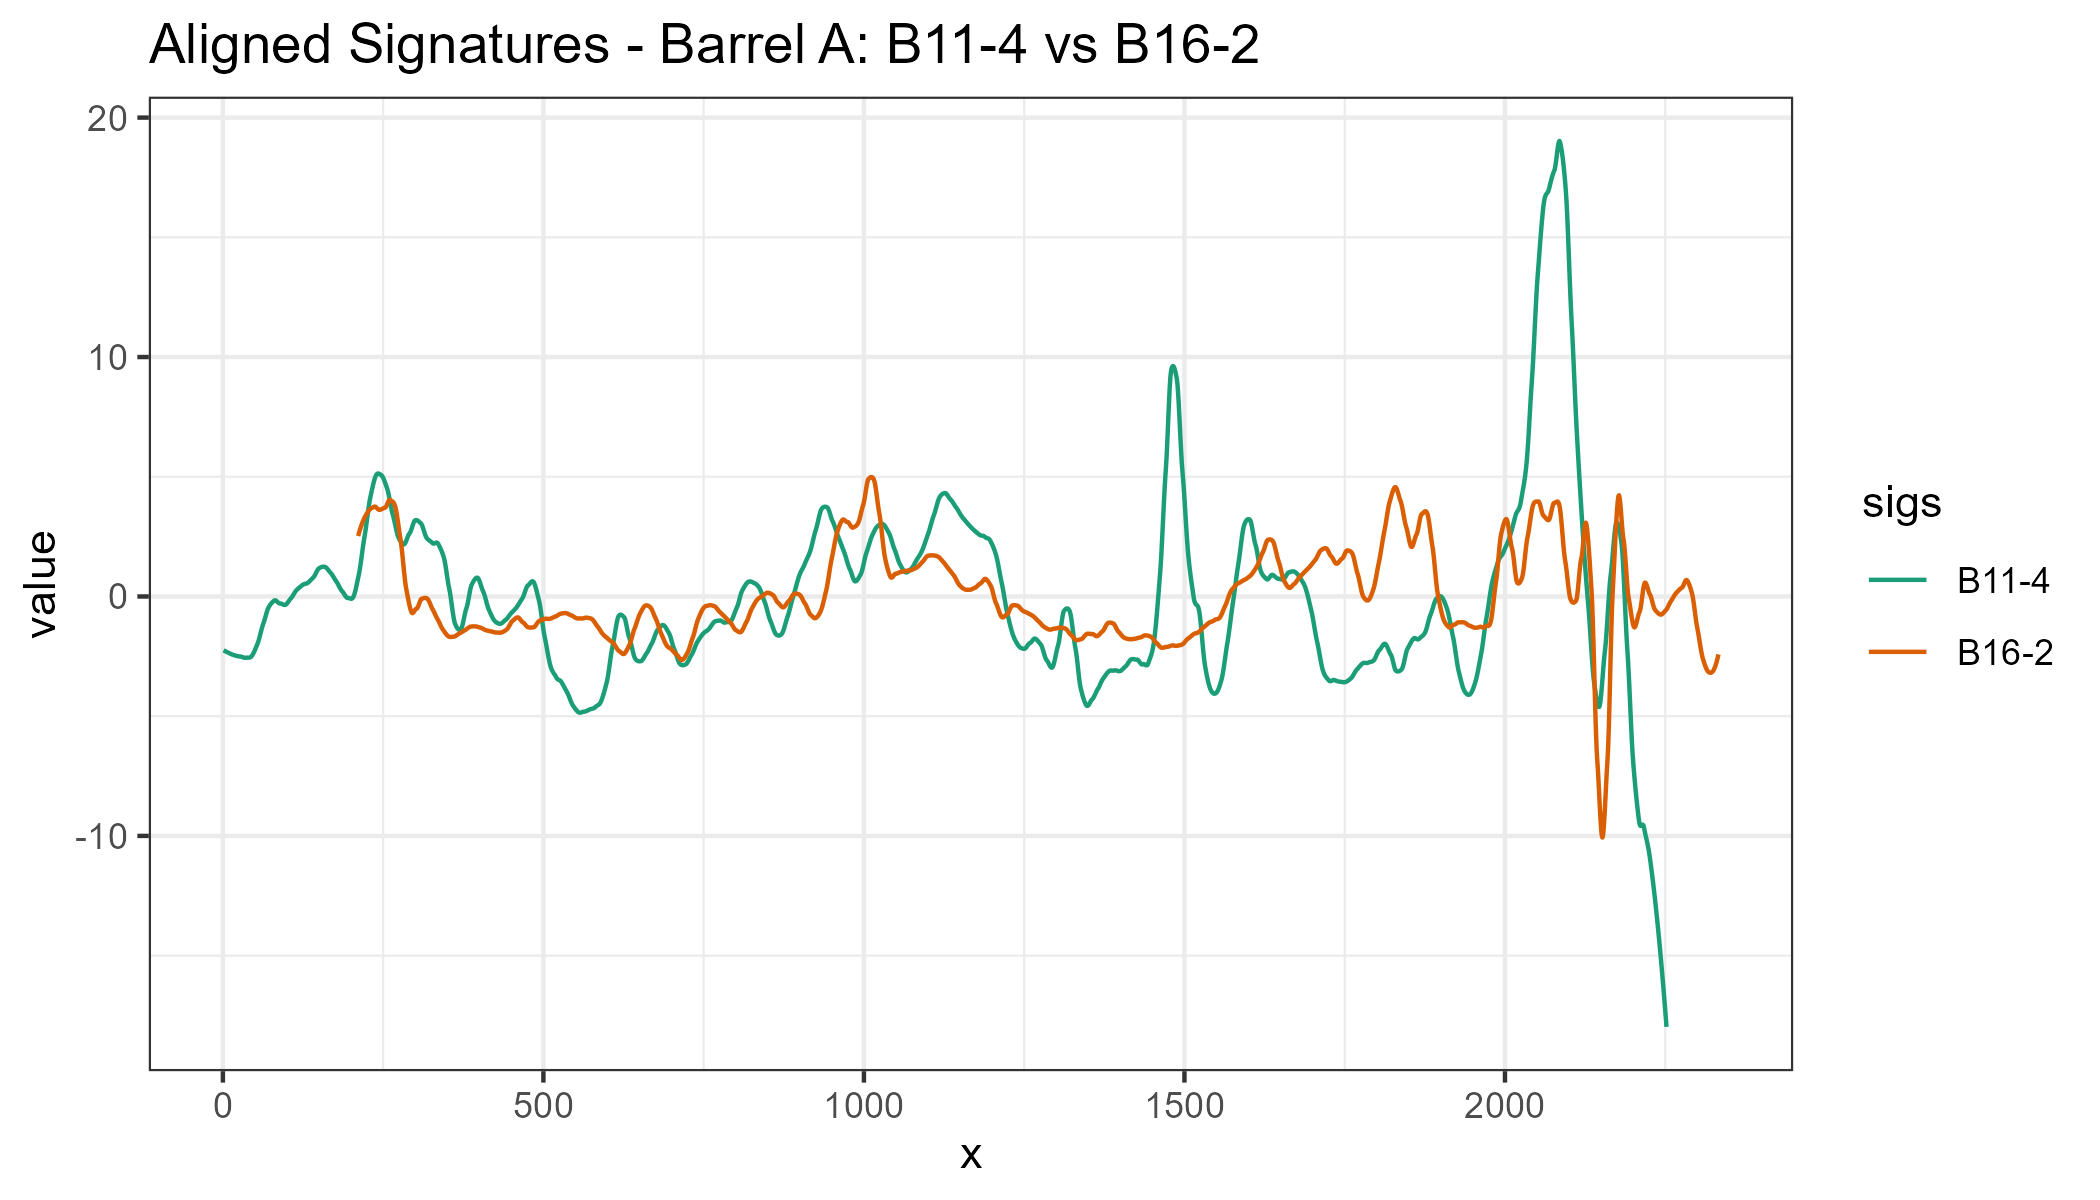 Aligned Signatures - Barrel A: B11-4 vs B16-2
20
10
0
-10
value
0 500 1000 1500 2000
x
sigs
B11-4
B16-2